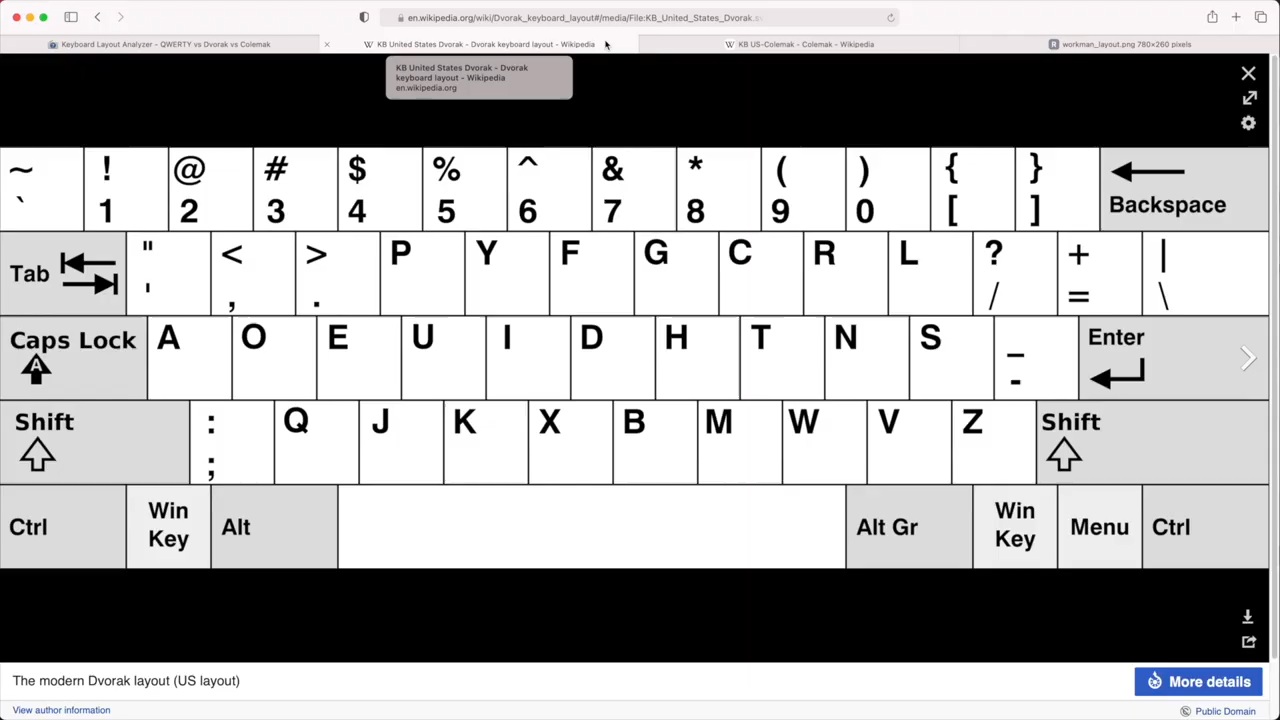 en.wikipedia.org/wiki/Dvorak_keyboard_layout#/media/File:KB_United_States_Dvorak.sv
Keyboard Layout Analyzer - QWERTY vs Dvorak vs Colemak
KB United States Dvorak - Dvorak keyboard layout - Wikipedia
KB US-Colemak - Colemak - Wikipedia
workman_layout.png 780×260 pixels
KB United States Dvorak - Dvorak
keyboard layout - Wikipedia
en.wikipedia.org
~ ! @ # $ % ^ & * ( ) { }
` 1 2 3 4 5 6 7 8 9 0 [ ] Backspace
Tab " < > P Y F G C R L ? + |
' , . / = \
Caps Lock A O E U I D H T N S _ Enter
A -
Shift : Q J K X B M W V Z Shift
;
Ctrl Win Key Alt Alt Gr Win Key Menu Ctrl
The modern Dvorak layout (US layout)
More details
View author information
Public Domain